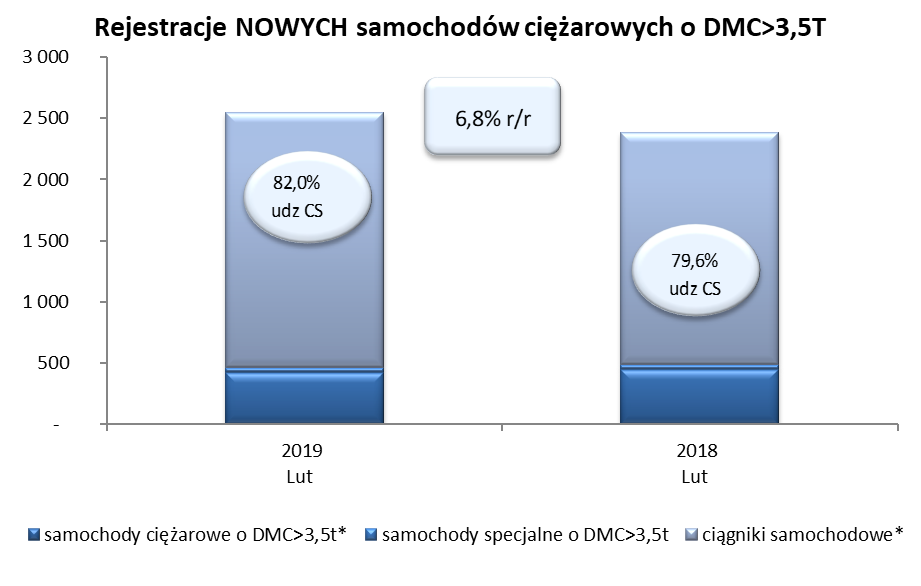 Rejestracje NOWYCH samochodów ciężarowych o DMC>3,5T
3 000
2 500
2 000
1 500
1 000
500
-
6,8% r/r
82,0%
udz CS
79,6%
udz CS
2019
Lut
2018
Lut
samochody ciężarowe o DMC>3,5t*
samochody specjalne o DMC>3,5t
ciągniki samochodowe*